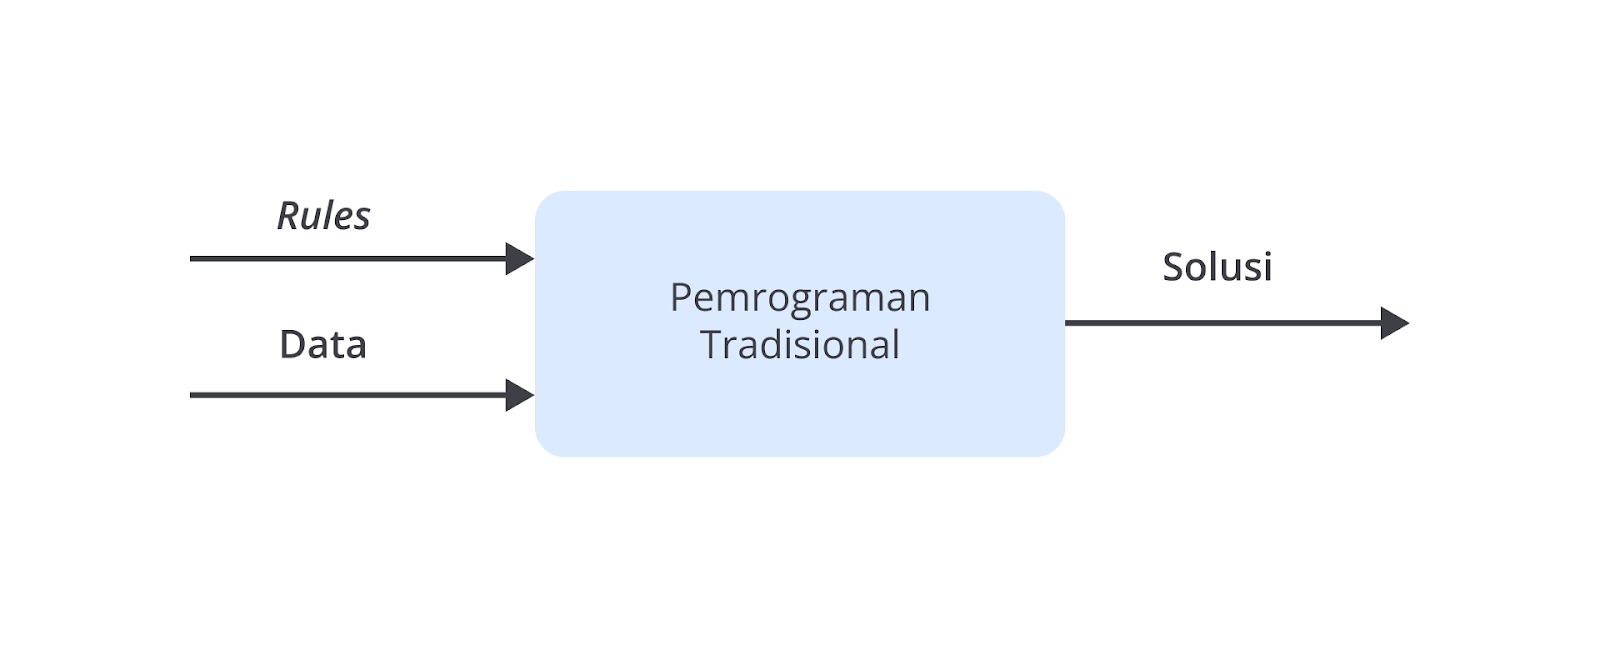 Rules
Data
Pemrograman
Tradisional
Solusi